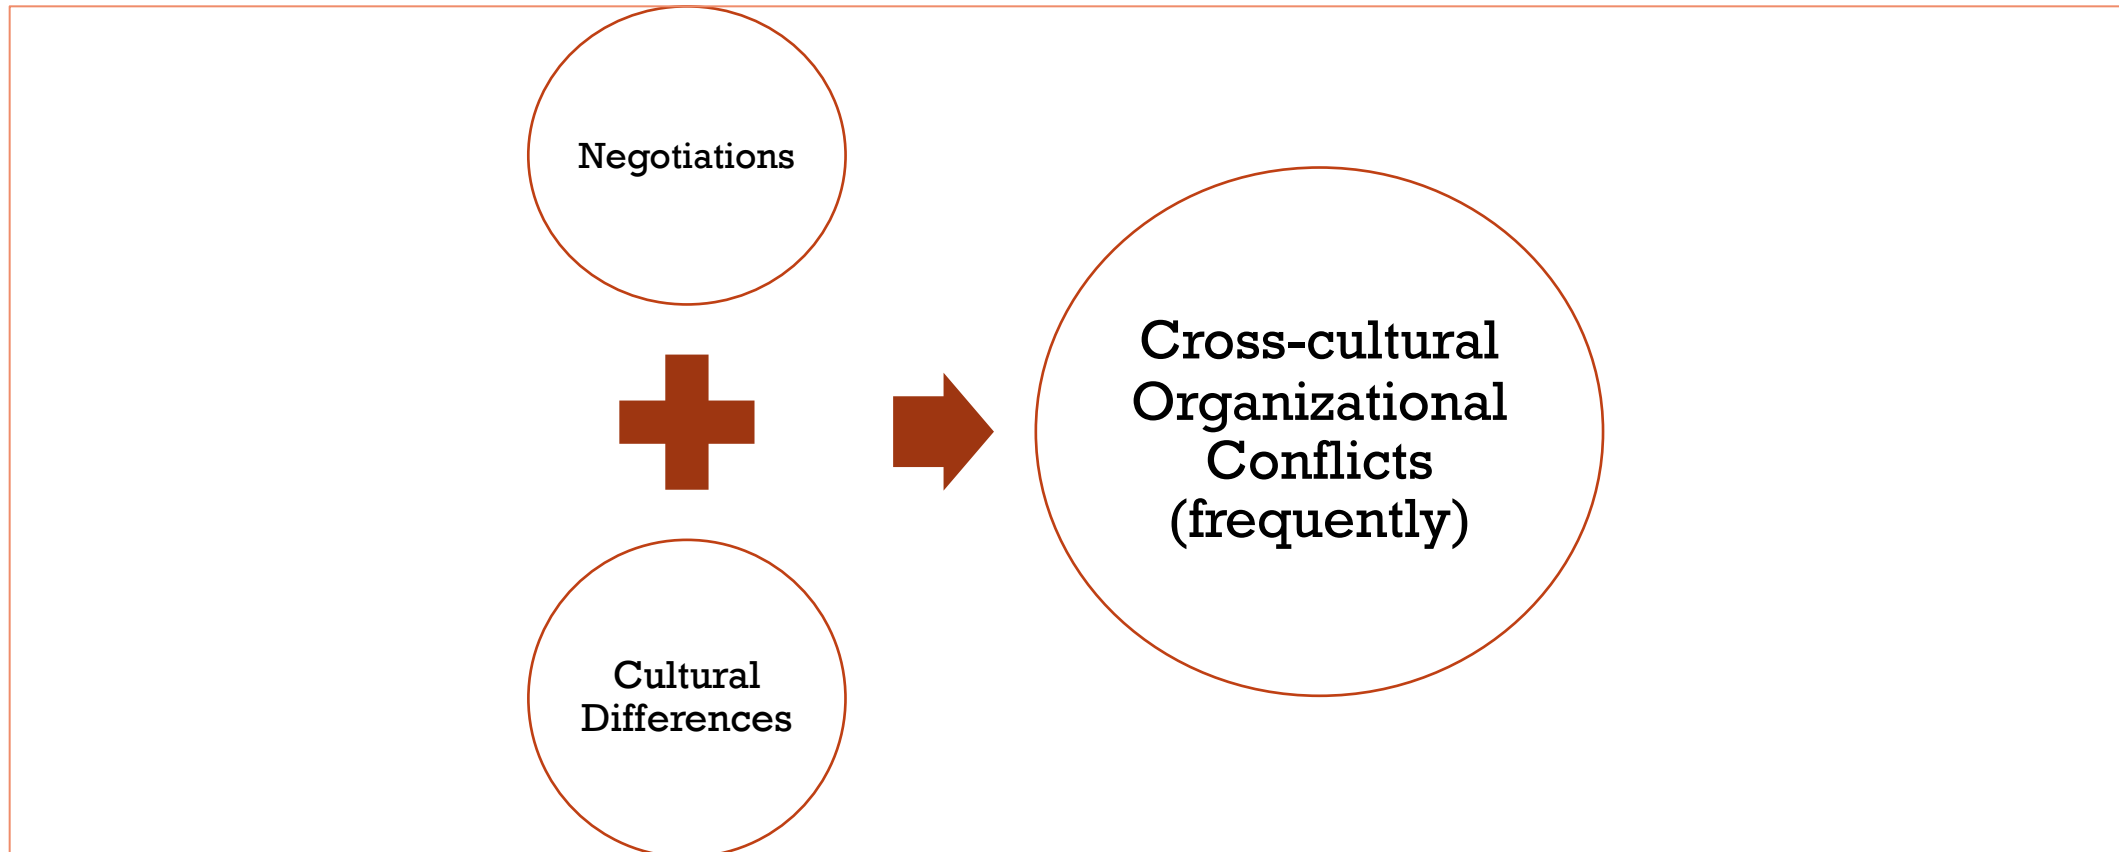 Negotiations
Cultural
Differences
Cross-cultural
Organizational
Conflicts
(frequently)